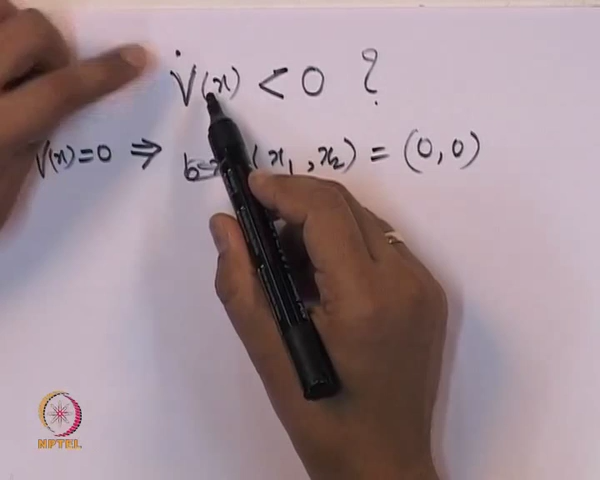 V̇(x) < 0 ?
V(x) = 0 ⇒ (x₁, x₂) = (0, 0)
NPTEL